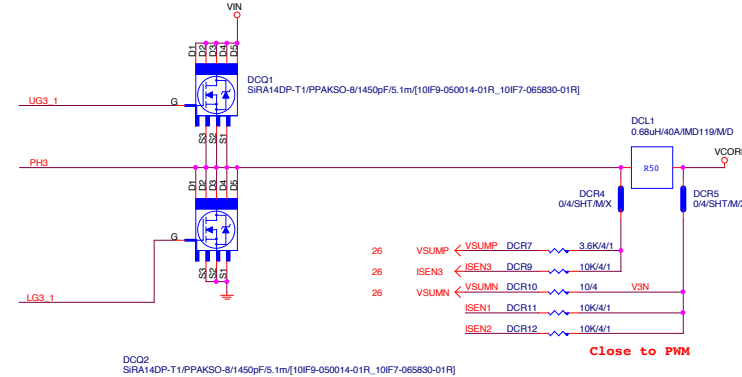 VIN
D1 D2 D3 D4 D5
DCQ1
SiRA14DP-T1/PPAKSO-8/1450pF/5.1m/[10IF9-050014-01R_10IF7-065830-01R]
UG3_1 G
S3 S2 S1
DCL1
0.68uH/40A/IMD119/M/D
PH3
R50
D1 D2 D3 D4 D5
DCR4
0/4/SHT/M/X
DCR5
0/4/SHT/M/
G
26 VSUMP VSUMP DCR7 3.6K/4/1
26 ISEN3 ISEN3 DCR9 10K/4/1
26 VSUMN VSUMN DCR10 10/4 V3N
ISEN1 DCR11 10K/4/1
ISEN2 DCR12 10K/4/1
S3 S2 S1
LG3_1
Close to PWM
DCQ2
SiRA14DP-T1/PPAKSO-8/1450pF/5.1m/[10IF9-050014-01R_10IF7-065830-01R]